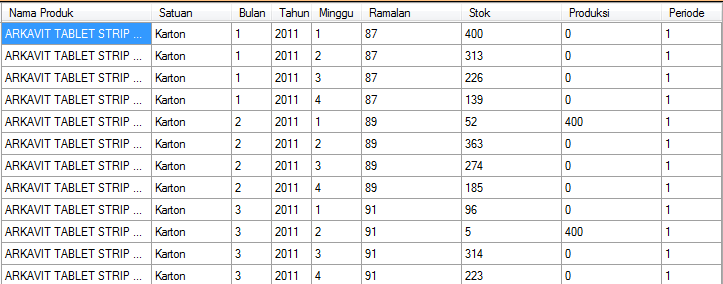 Nama Produk Satuan Bulan Tahun Minggu Ramalan Stok Produksi Periode
ARKAVIT TABLET STRIP ... Karton 1 2011 1 87 400 0 1
ARKAVIT TABLET STRIP ... Karton 1 2011 2 87 313 0 1
ARKAVIT TABLET STRIP ... Karton 1 2011 3 87 226 0 1
ARKAVIT TABLET STRIP ... Karton 1 2011 4 87 139 0 1
ARKAVIT TABLET STRIP ... Karton 2 2011 1 89 52 400 1
ARKAVIT TABLET STRIP ... Karton 2 2011 2 89 363 0 1
ARKAVIT TABLET STRIP ... Karton 2 2011 3 89 274 0 1
ARKAVIT TABLET STRIP ... Karton 2 2011 4 89 185 0 1
ARKAVIT TABLET STRIP ... Karton 3 2011 1 91 96 0 1
ARKAVIT TABLET STRIP ... Karton 3 2011 2 91 5 400 1
ARKAVIT TABLET STRIP ... Karton 3 2011 3 91 314 0 1
ARKAVIT TABLET STRIP ... Karton 3 2011 4 91 223 0 1